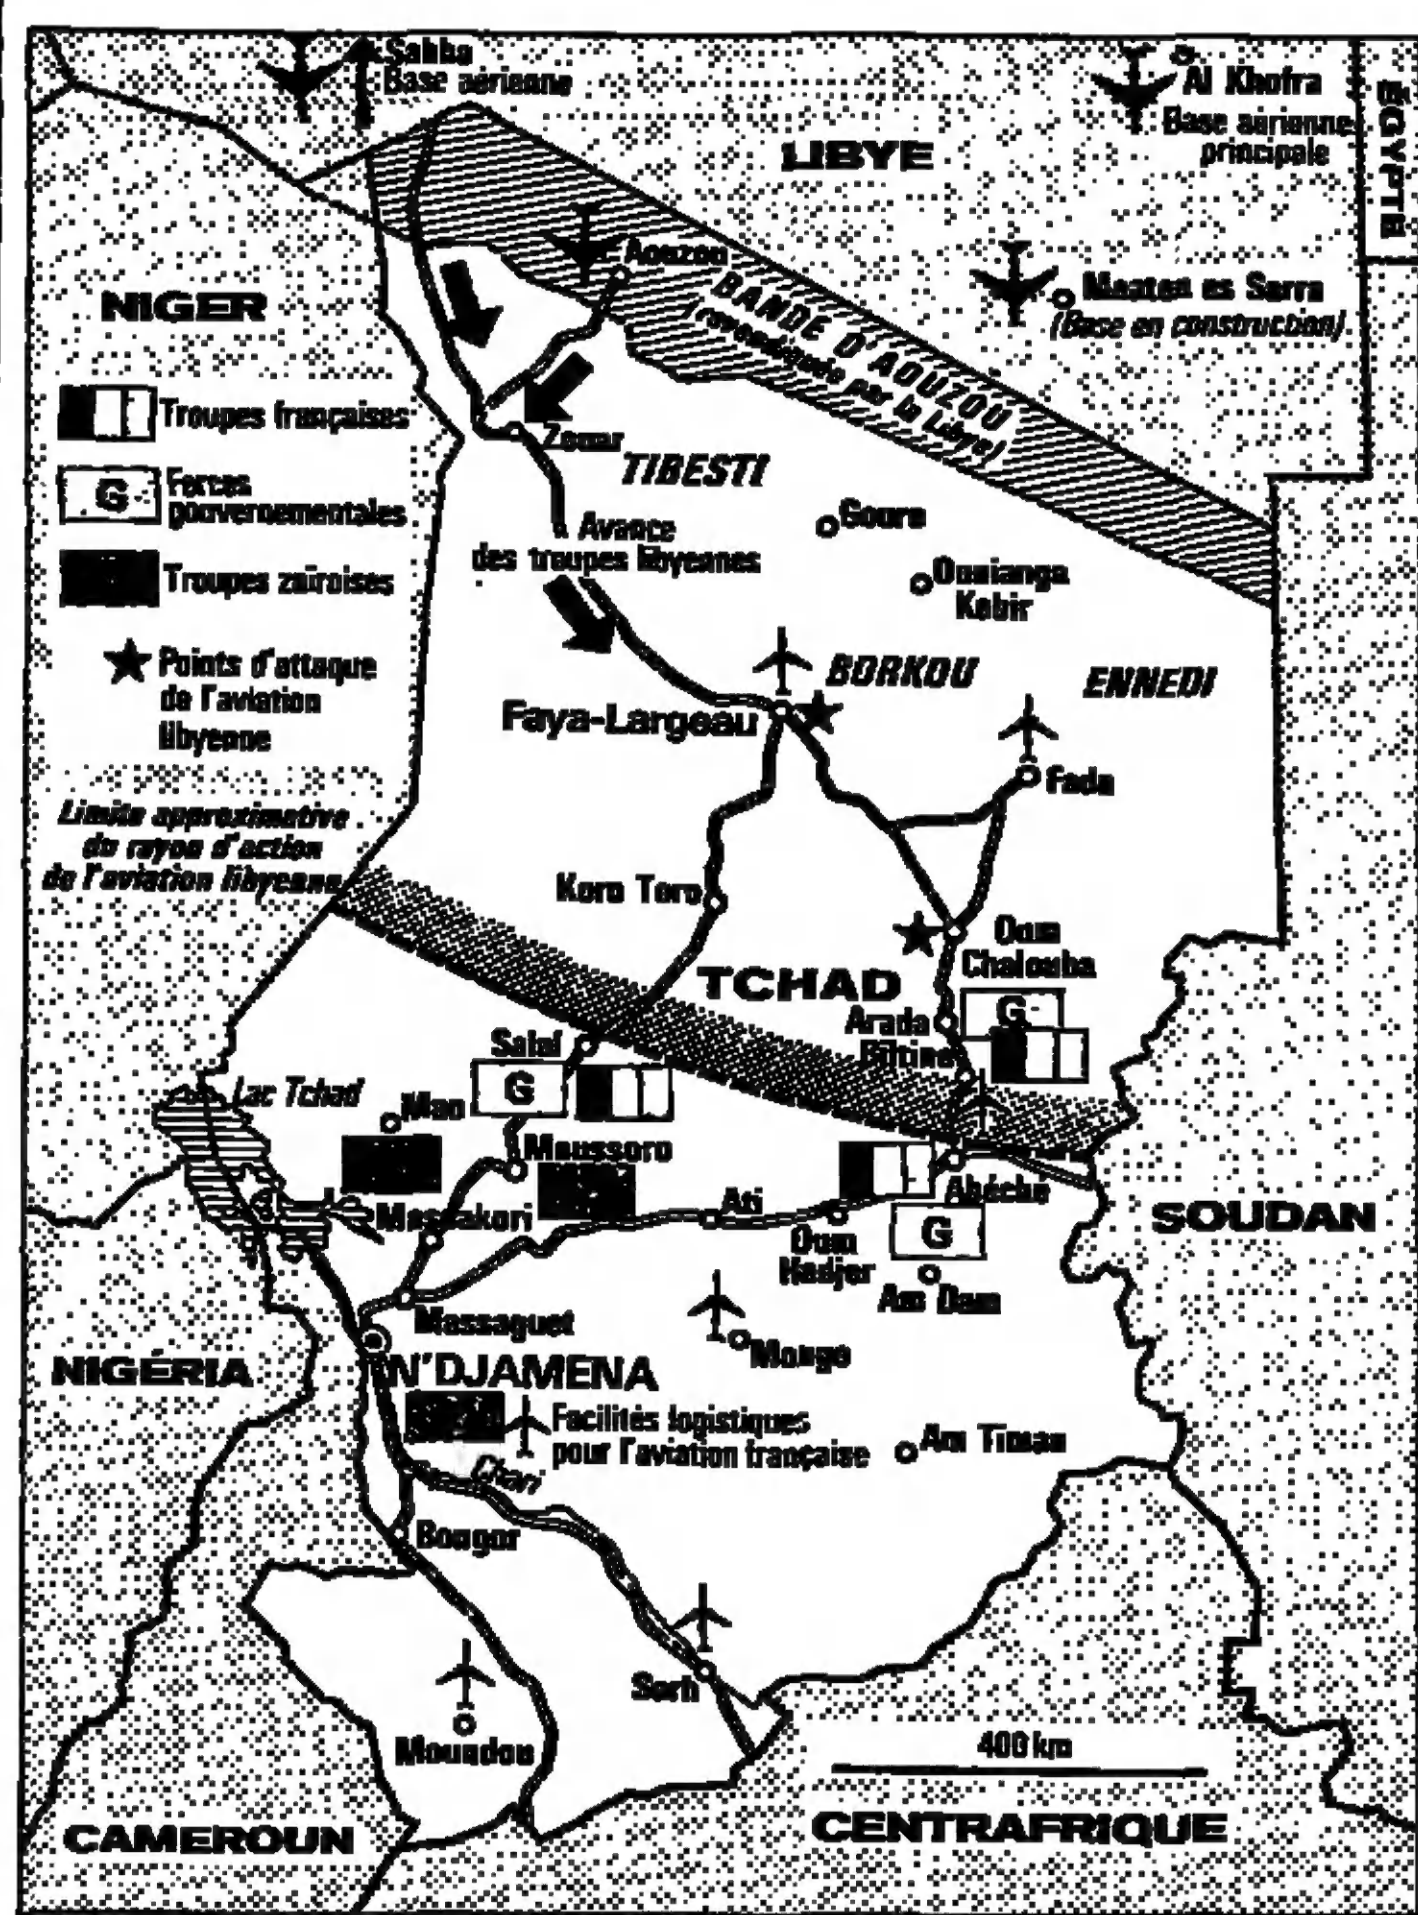 Sabha
Base aérienne
Al Khofra
Base aérienne
principale
ÉGYPTE
LIBYE
Aouzou
BANDE D'AOUZOU
(revendiquée par la Libye)
Maaten es Sarra
(Base en construction)
NIGER
Troupes françaises
G
Forces
gouvernementales
Troupes zaïroises
Points d'attaque
de l'aviation
libyenne
Limite approximative
du rayon d'action
de l'aviation libyenne
Zouar
TIBESTI
Avance
des troupes libyennes
Goura
Ounianga
Kebir
BORKOU
ENNEDI
Faya-Largeau
Fada
Koro Toro
Oum
Chalouba
TCHAD
G
Arada
Biltine
Salal
G
Lac Tchad
Mao
Moussoro
Massakori
Ati
Abéché
Oum
Hadjer
G
Am Dam
SOUDAN
Massaguet
Mongo
NIGÉRIA
N'DJAMENA
Facilités logistiques
pour l'aviation française
Am Timan
Chari
Bongor
Sarh
Moundou
400 km
CAMEROUN
CENTRAFRIQUE